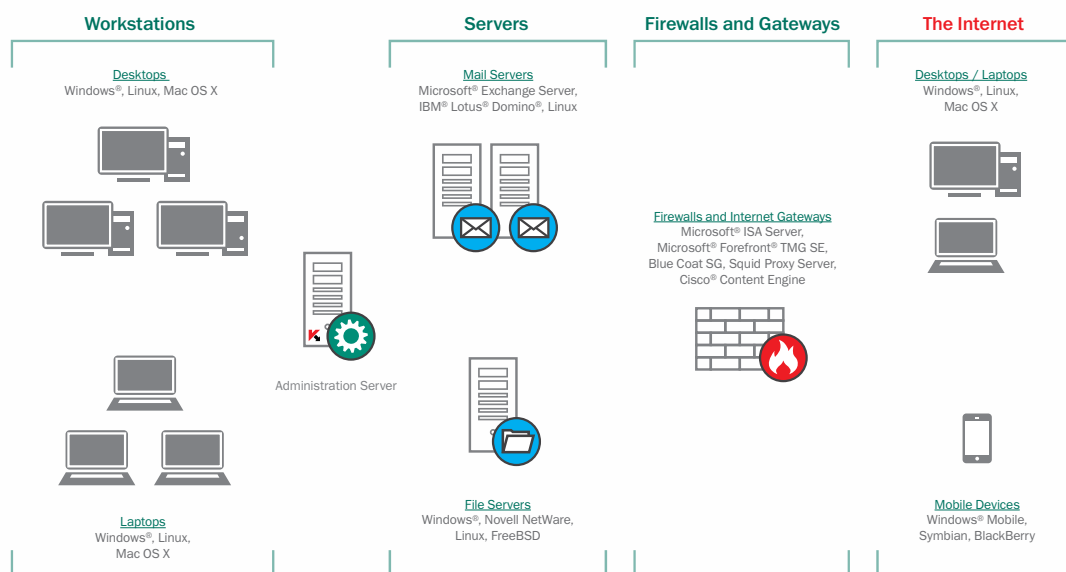 Workstations
Servers
Firewalls and Gateways
The Internet
Desktops
Windows®, Linux, Mac OS X
Mail Servers
Microsoft® Exchange Server,
IBM® Lotus® Domino®, Linux
Desktops / Laptops
Windows®, Linux,
Mac OS X
Firewalls and Internet Gateways
Microsoft® ISA Server,
Microsoft® Forefront® TMG SE,
Blue Coat SG, Squid Proxy Server,
Cisco® Content Engine
Administration Server
Laptops
Windows®, Linux,
Mac OS X
File Servers
Windows®, Novell NetWare,
Linux, FreeBSD
Mobile Devices
Windows® Mobile,
Symbian, BlackBerry